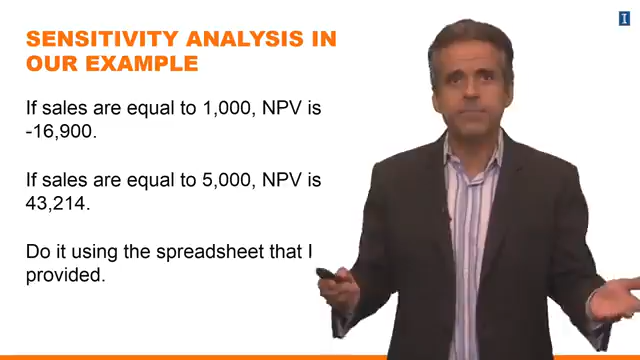 I
SENSITIVITY ANALYSIS IN
OUR EXAMPLE
If sales are equal to 1,000, NPV is
-16,900.
If sales are equal to 5,000, NPV is
43,214.
Do it using the spreadsheet that I
provided.